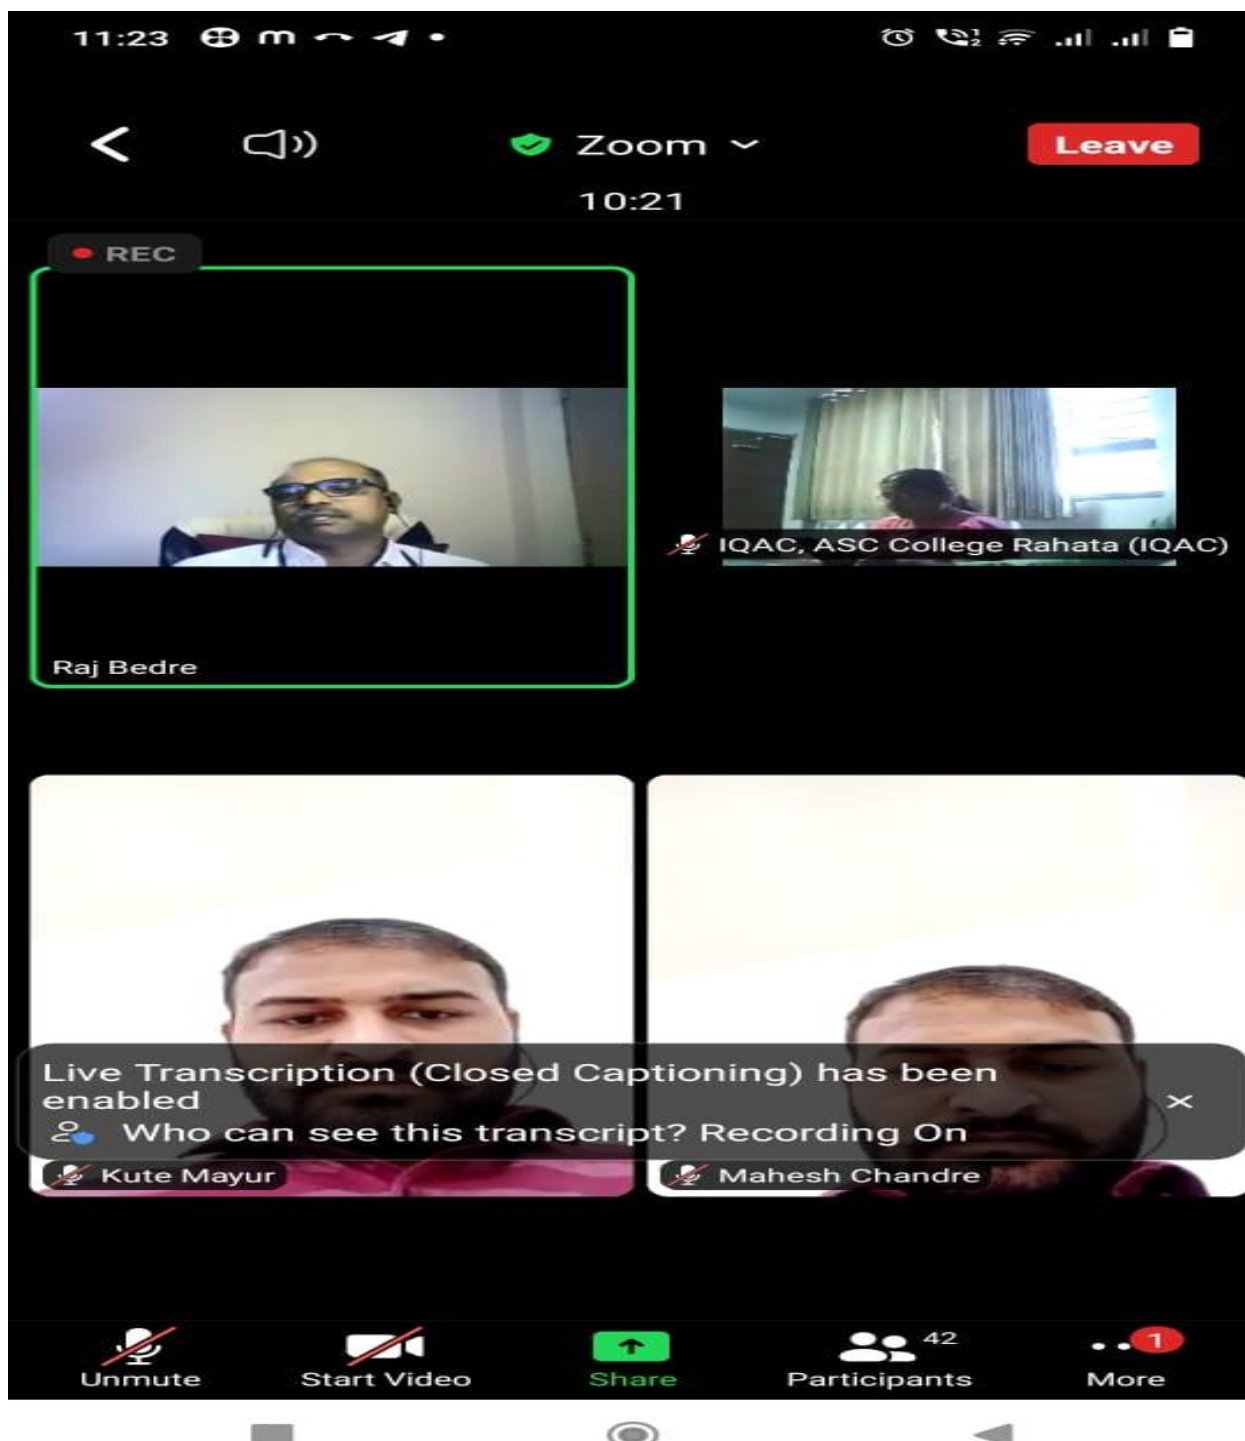 11:23
Zoom
Leave
10:21
REC
IQAC, ASC College Rahata (IQAC)
Raj Bedre
Live Transcription (Closed Captioning) has been
enabled
Who can see this transcript? Recording On
Kute Mayur
Mahesh Chandre
42
1
Unmute
Start Video
Share
Participants
More